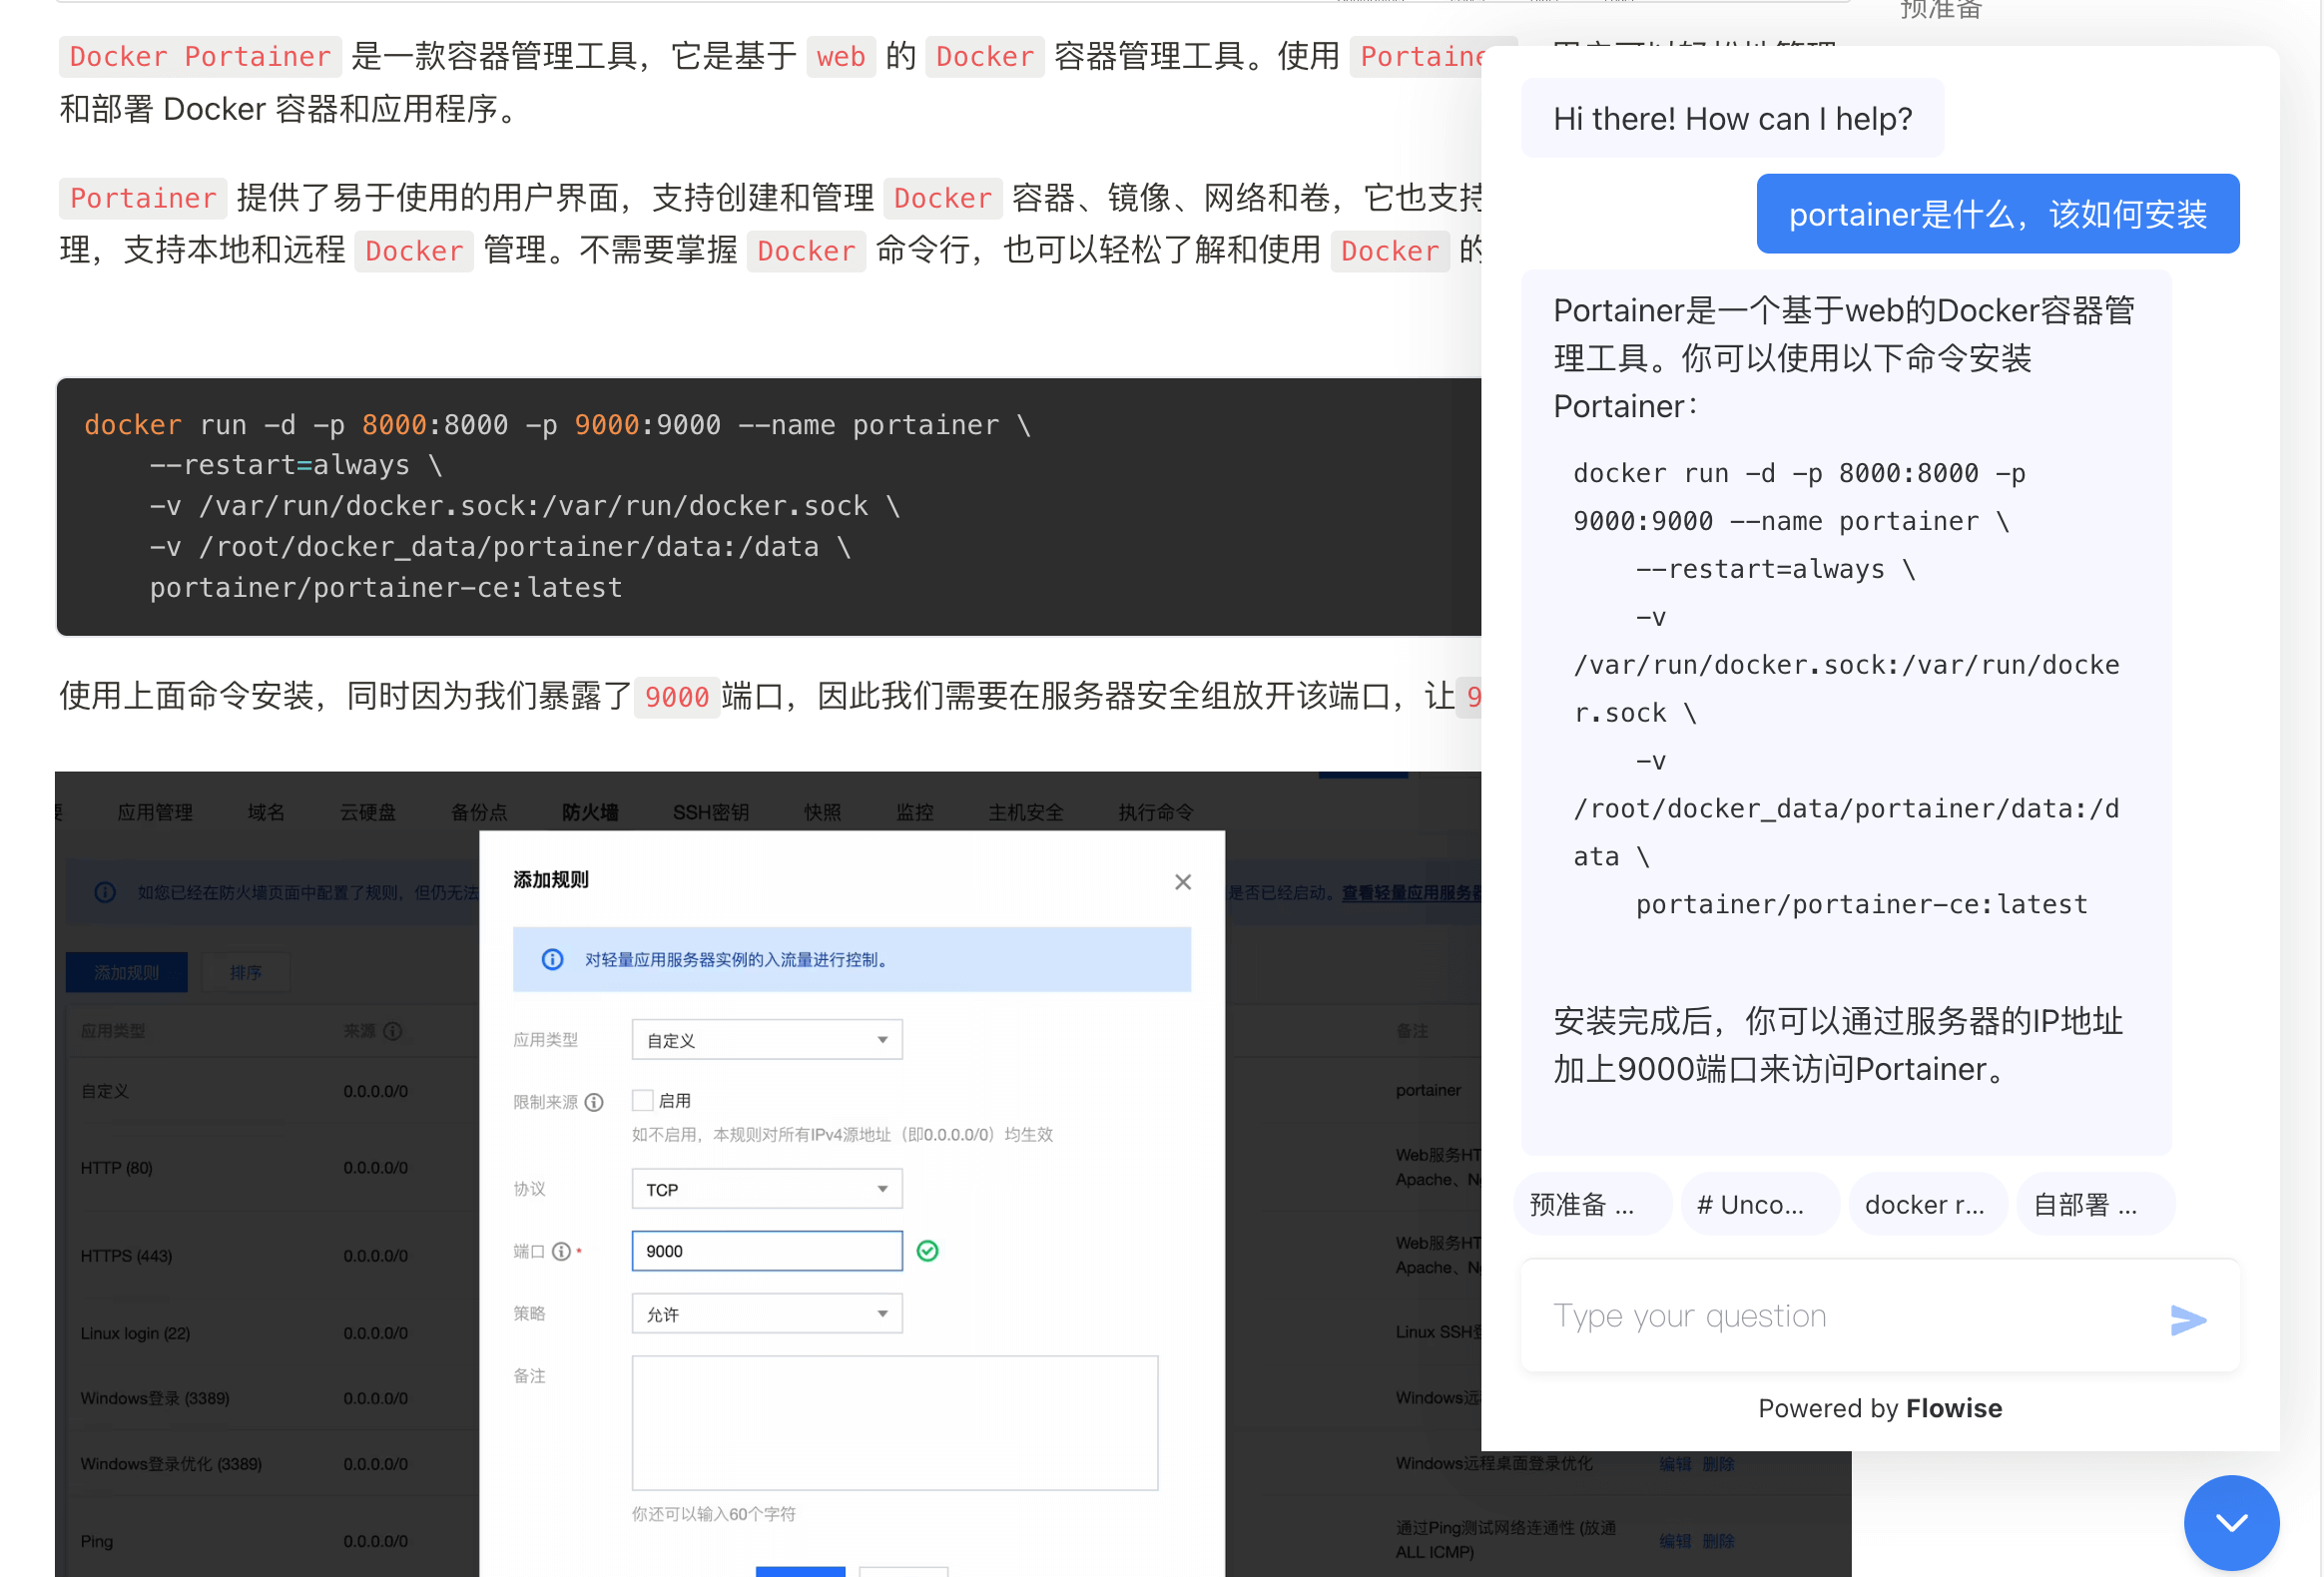 预准备
Docker Portainer 是一款容器管理工具，它是基于 web 的 Docker 容器管理工具。使用
和部署 Docker 容器和应用程序。
Portainer 提供了易于使用的用户界面，支持创建和管理 Docker 容器、镜像、网络和卷，它也支持
理，支持本地和远程 Docker 管理。不需要掌握 Docker 命令行，也可以轻松了解和使用 Docker 的
docker run -d -p 8000:8000 -p 9000:9000 --name portainer \
--restart=always \
-v /var/run/docker.sock:/var/run/docker.sock \
-v /root/docker_data/portainer/data:/data \
portainer/portainer-ce:latest
使用上面命令安装，同时因为我们暴露了9000端口，因此我们需要在服务器安全组放开该端口，让9
应用管理 域名 云硬盘 备份点 防火墙 SSH密钥 快照 监控 主机安全 执行命令
如您已经在防火墙页面中配置了规则，但仍无法
是否已经启动。查看轻量应用服务器
添加规则 排序
应用类型 来源 备注
自定义 0.0.0.0/0 portainer
HTTP (80) 0.0.0.0/0 Web服务HT
Apache、N
HTTPS (443) 0.0.0.0/0 Web服务HT
Apache、N
Linux login (22) 0.0.0.0/0 Linux SSH
Windows登录 (3389) 0.0.0.0/0 Windows远
Windows登录优化 (3389) 0.0.0.0/0 Windows远程桌面登录优化 编辑 删除
Ping 0.0.0.0/0 通过Ping测试网络连通性 (放通
ALL ICMP) 编辑 删除
添加规则
对轻量应用服务器实例的入流量进行控制。
应用类型 自定义
限制来源 启用
如不启用，本规则对所有IPv4源地址（即0.0.0.0/0）均生效
协议 TCP
端口 * 9000
策略 允许
备注
你还可以输入60个字符
Hi there! How can I help?
portainer是什么，该如何安装
Portainer是一个基于web的Docker容器管
理工具。你可以使用以下命令安装
Portainer：
docker run -d -p 8000:8000 -p
9000:9000 --name portainer \
--restart=always \
-v
/var/run/docker.sock:/var/run/docke
r.sock \
-v
/root/docker_data/portainer/data:/d
ata \
portainer/portainer-ce:latest
安装完成后，你可以通过服务器的IP地址
加上9000端口来访问Portainer。
预准备 ... # Unco... docker r... 自部署 ...
Type your question
Powered by Flowise